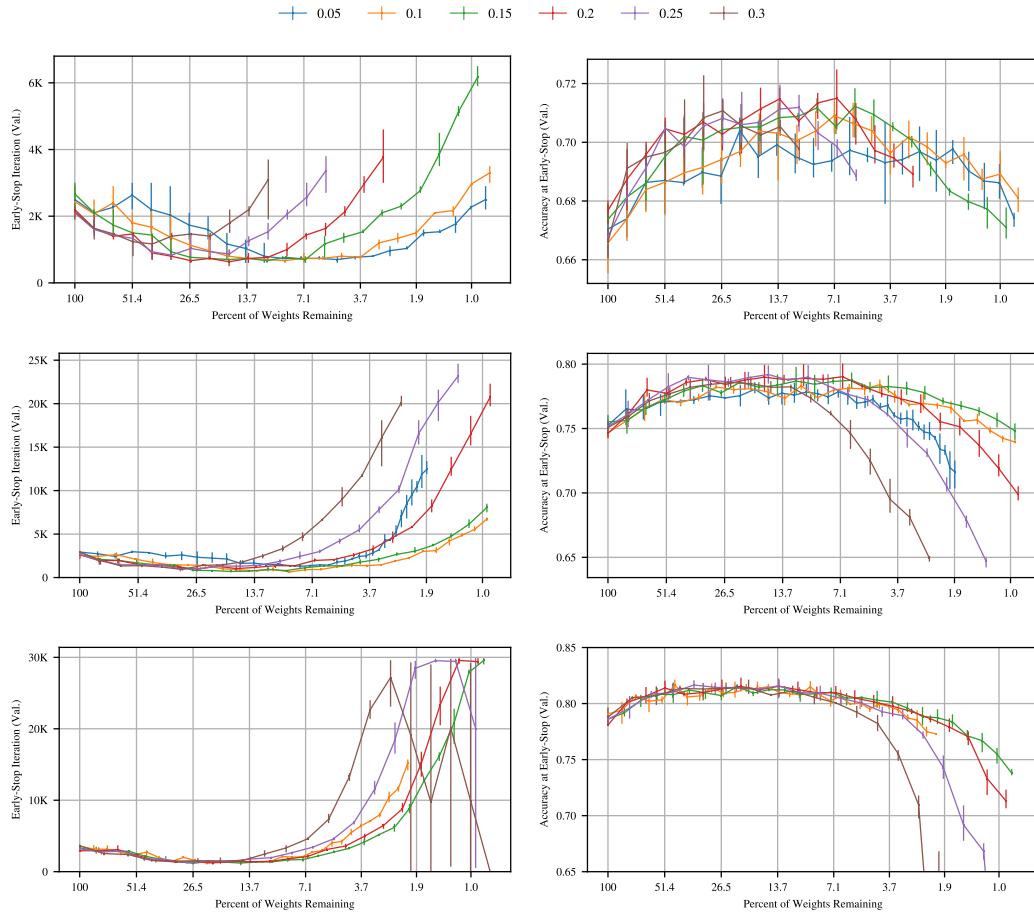 0.05 0.1 0.15 0.2 0.25 0.3
Early-Stop Iteration (Val.)
6K
4K
2K
0
100 51.4 26.5 13.7 7.1 3.7 1.9 1.0
Percent of Weights Remaining
Accuracy at Early-Stop (Val.)
0.72
0.70
0.68
0.66
100 51.4 26.5 13.7 7.1 3.7 1.9 1.0
Percent of Weights Remaining
Early-Stop Iteration (Val.)
25K
20K
15K
10K
5K
0
100 51.4 26.5 13.7 7.1 3.7 1.9 1.0
Percent of Weights Remaining
Accuracy at Early-Stop (Val.)
0.80
0.75
0.70
0.65
100 51.4 26.5 13.7 7.1 3.7 1.9 1.0
Percent of Weights Remaining
Early-Stop Iteration (Val.)
30K
20K
10K
0
100 51.4 26.5 13.7 7.1 3.7 1.9 1.0
Percent of Weights Remaining
Accuracy at Early-Stop (Val.)
0.85
0.80
0.75
0.70
0.65
100 51.4 26.5 13.7 7.1 3.7 1.9 1.0
Percent of Weights Remaining